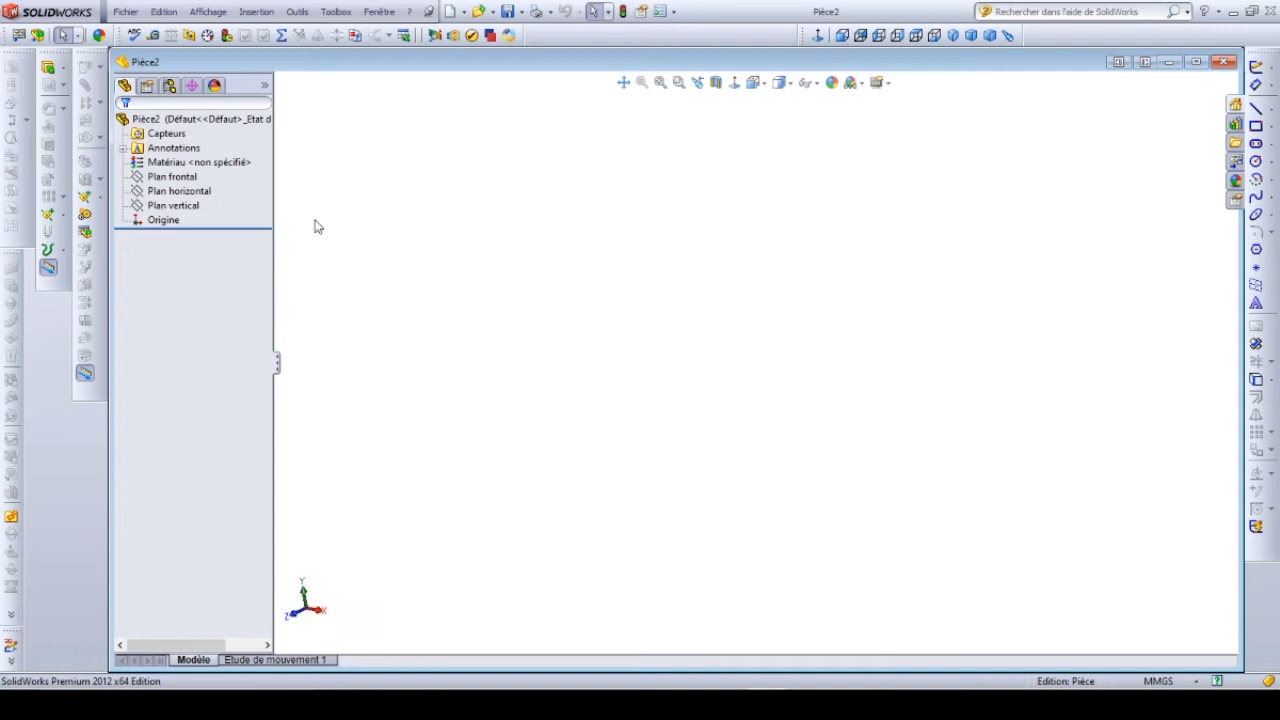 SOLIDWORKS Fichier Edition Affichage Insertion Outils Toolbox Fenêtre ? Pièce2 Rechercher dans l'aide de SolidWorks
Pièce2
Pièce2 (Défaut<<Défaut>_Etat d
Capteurs
Annotations
Matériau <non spécifié>
Plan frontal
Plan horizontal
Plan vertical
Origine
Y
X
Z
Modèle Etude de mouvement 1
SolidWorks Premium 2012 x64 Edition Edition: Pièce MMGS